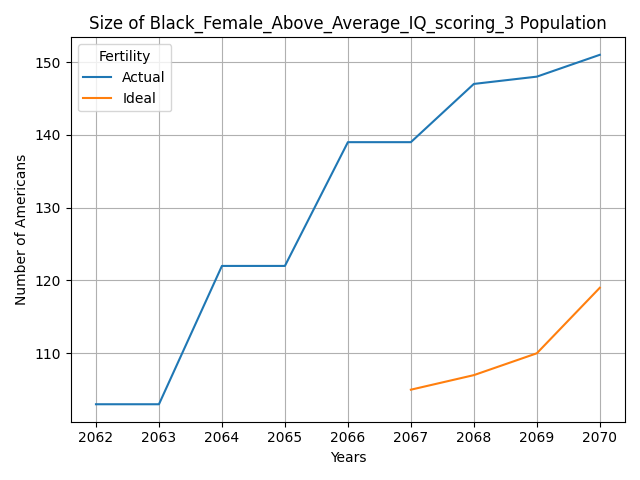 Size of Black_Female_Above_Average_IQ_scoring_3 Population
Fertility
Actual
Ideal
Number of Americans
150
140
130
120
110
2062 2063 2064 2065 2066 2067 2068 2069 2070
Years